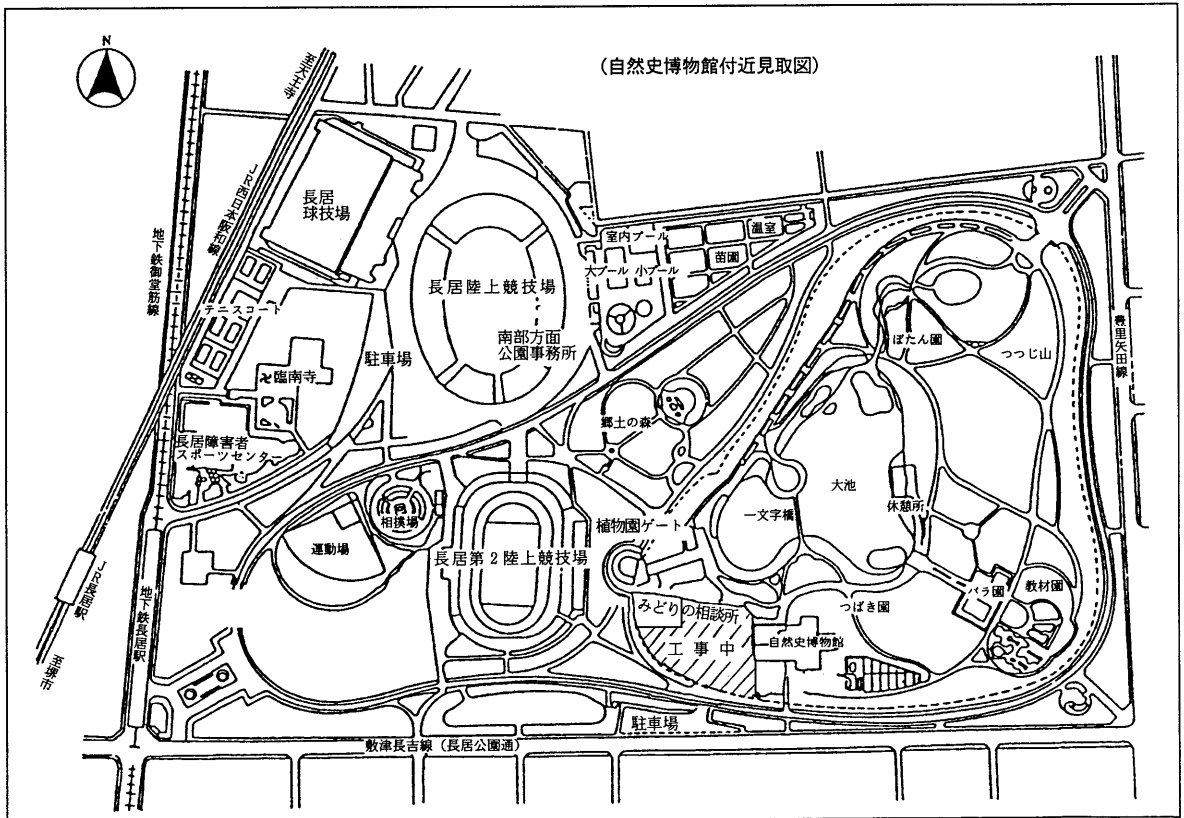 N
(自然史博物館付近見取図)
至天王寺
JR西日本阪和線
地下鉄御堂筋線
長居
球技場
テニスコート
長居陸上競技場
南部方面
公園事務所
駐車場
臨南寺
長居障害者
スポーツセンター
室内プール
大プール
小プール
苗園
温室
ぼたん園
つつじ山
豊里矢田線
郷土の森
大池
休憩所
一文字橋
植物園ゲート
相撲場
運動場
長居第2陸上競技場
みどりの相談所
工事中
自然史博物館
つばき園
バラ園
教材園
JR長居駅
至堺市
地下鉄長居駅
駐車場
敷津長吉線(長居公園通)